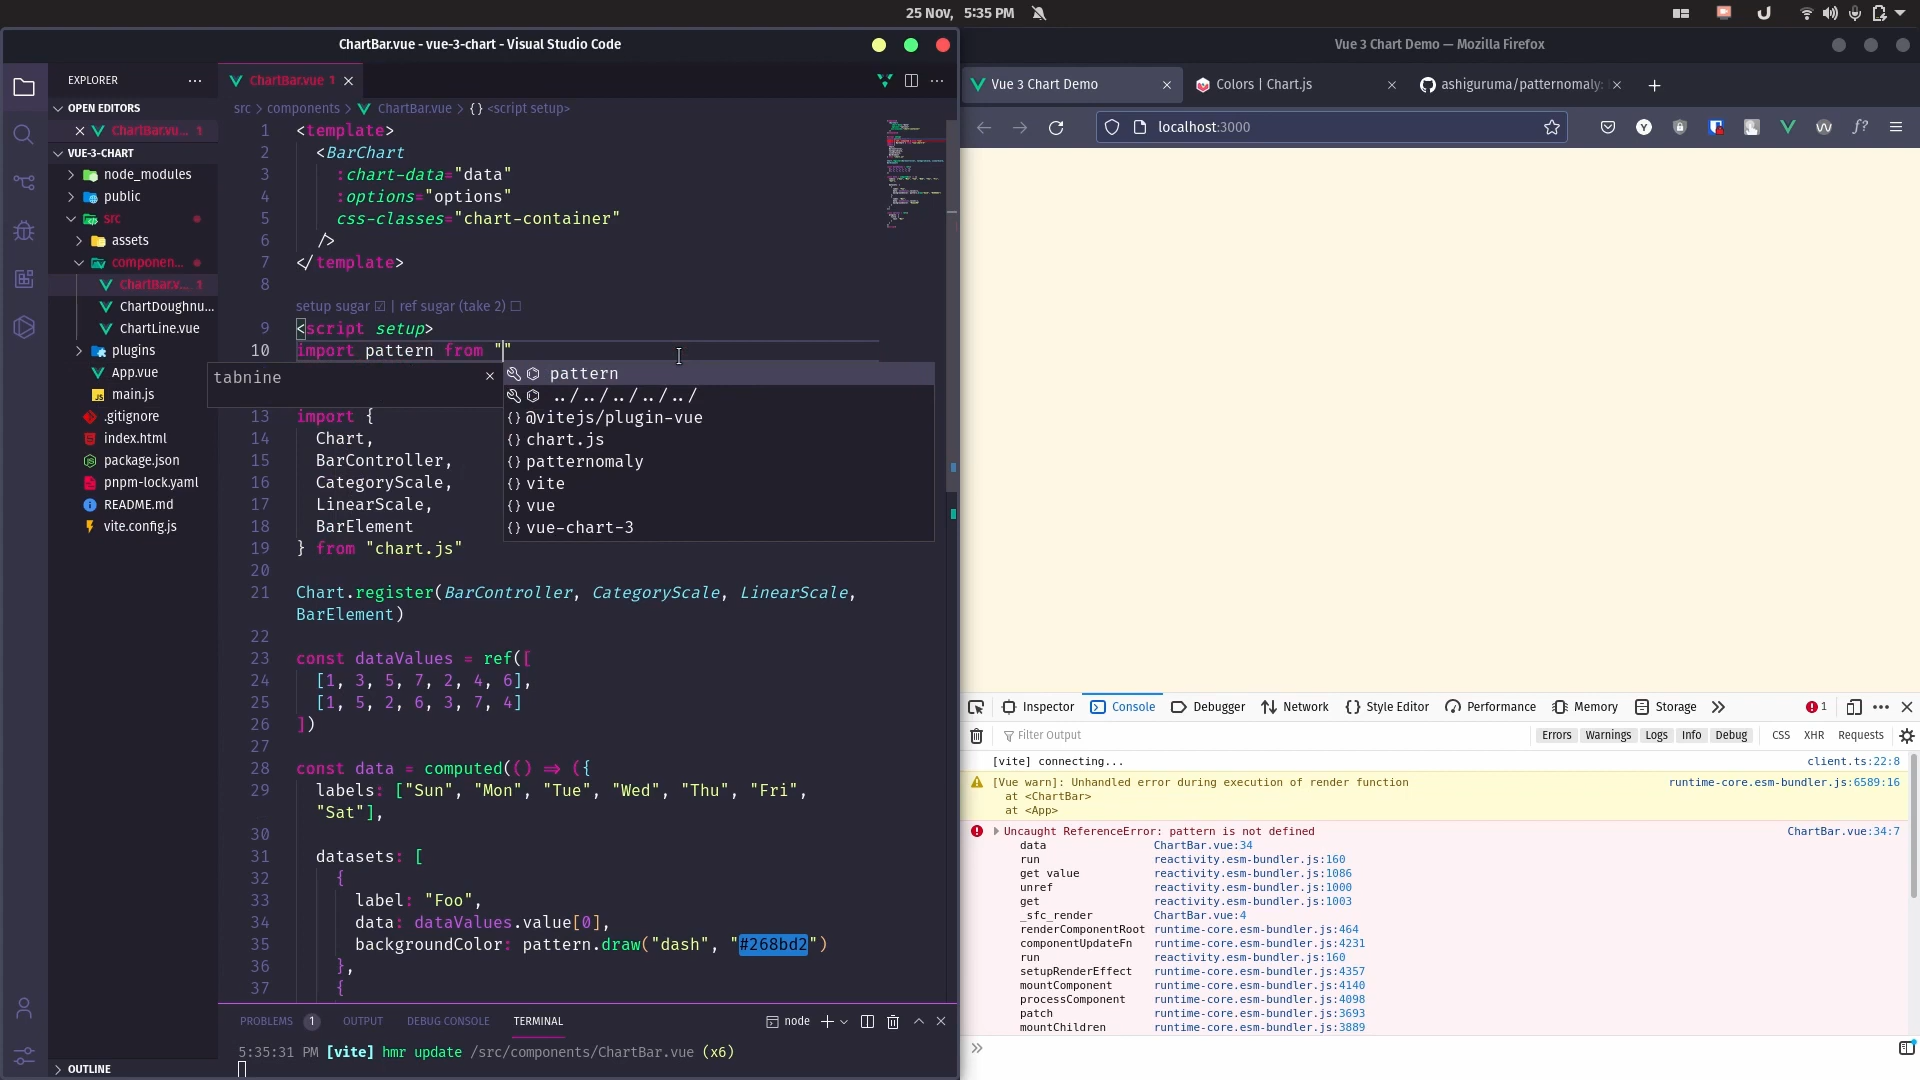 25 Nov, 5:35 PM
ChartBar.vue - vue-3-chart - Visual Studio Code
EXPLORER
OPEN EDITORS
ChartBar.vu... 1
VUE-3-CHART
node_modules
public
src
assets
componen...
ChartBar.v... 1
ChartDoughnu...
ChartLine.vue
plugins
App.vue
main.js
.gitignore
index.html
package.json
pnpm-lock.yaml
README.md
vite.config.js
OUTLINE
ChartBar.vue 1
src > components > ChartBar.vue > {} <script setup>
1 <template>
2 <BarChart
3 :chart-data="data"
4 :options="options"
5 css-classes="chart-container"
6 />
7 </template>
8
setup sugar ☑ | ref sugar (take 2) ☐
9 <script setup>
10 import pattern from ""
tabnine
pattern
../../../../../
{} @vitejs/plugin-vue
{} chart.js
{} patternomaly
{} vite
{} vue
{} vue-chart-3
13 import {
14 Chart,
15 BarController,
16 CategoryScale,
17 LinearScale,
18 BarElement
19 } from "chart.js"
20
21 Chart.register(BarController, CategoryScale, LinearScale,
BarElement)
22
23 const dataValues = ref([
24 [1, 3, 5, 7, 2, 4, 6],
25 [1, 5, 2, 6, 3, 7, 4]
26 ])
27
28 const data = computed(() => ({
29 labels: ["Sun", "Mon", "Tue", "Wed", "Thu", "Fri",
"Sat"],
30
31 datasets: [
32 {
33 label: "Foo",
34 data: dataValues.value[0],
35 backgroundColor: pattern.draw("dash", "#268bd2")
36 },
37 {
PROBLEMS 1 OUTPUT DEBUG CONSOLE TERMINAL
node
5:35:31 PM [vite] hmr update /src/components/ChartBar.vue (x6)
Vue 3 Chart Demo — Mozilla Firefox
Vue 3 Chart Demo
Colors | Chart.js
ashiguruma/patternomaly:
localhost:3000
Inspector Console Debugger Network Style Editor Performance Memory Storage
1
Filter Output
Errors Warnings Logs Info Debug CSS XHR Requests
[vite] connecting... client.ts:22:8
[Vue warn]: Unhandled error during execution of render function runtime-core.esm-bundler.js:6589:16
at <ChartBar>
at <App>
Uncaught ReferenceError: pattern is not defined ChartBar.vue:34:7
data ChartBar.vue:34
run reactivity.esm-bundler.js:160
get value reactivity.esm-bundler.js:1086
unref reactivity.esm-bundler.js:1000
get reactivity.esm-bundler.js:1003
_sfc_render ChartBar.vue:4
renderComponentRoot runtime-core.esm-bundler.js:464
componentUpdateFn runtime-core.esm-bundler.js:4231
run reactivity.esm-bundler.js:160
setupRenderEffect runtime-core.esm-bundler.js:4357
mountComponent runtime-core.esm-bundler.js:4140
processComponent runtime-core.esm-bundler.js:4098
patch runtime-core.esm-bundler.js:3693
mountChildren runtime-core.esm-bundler.js:3889